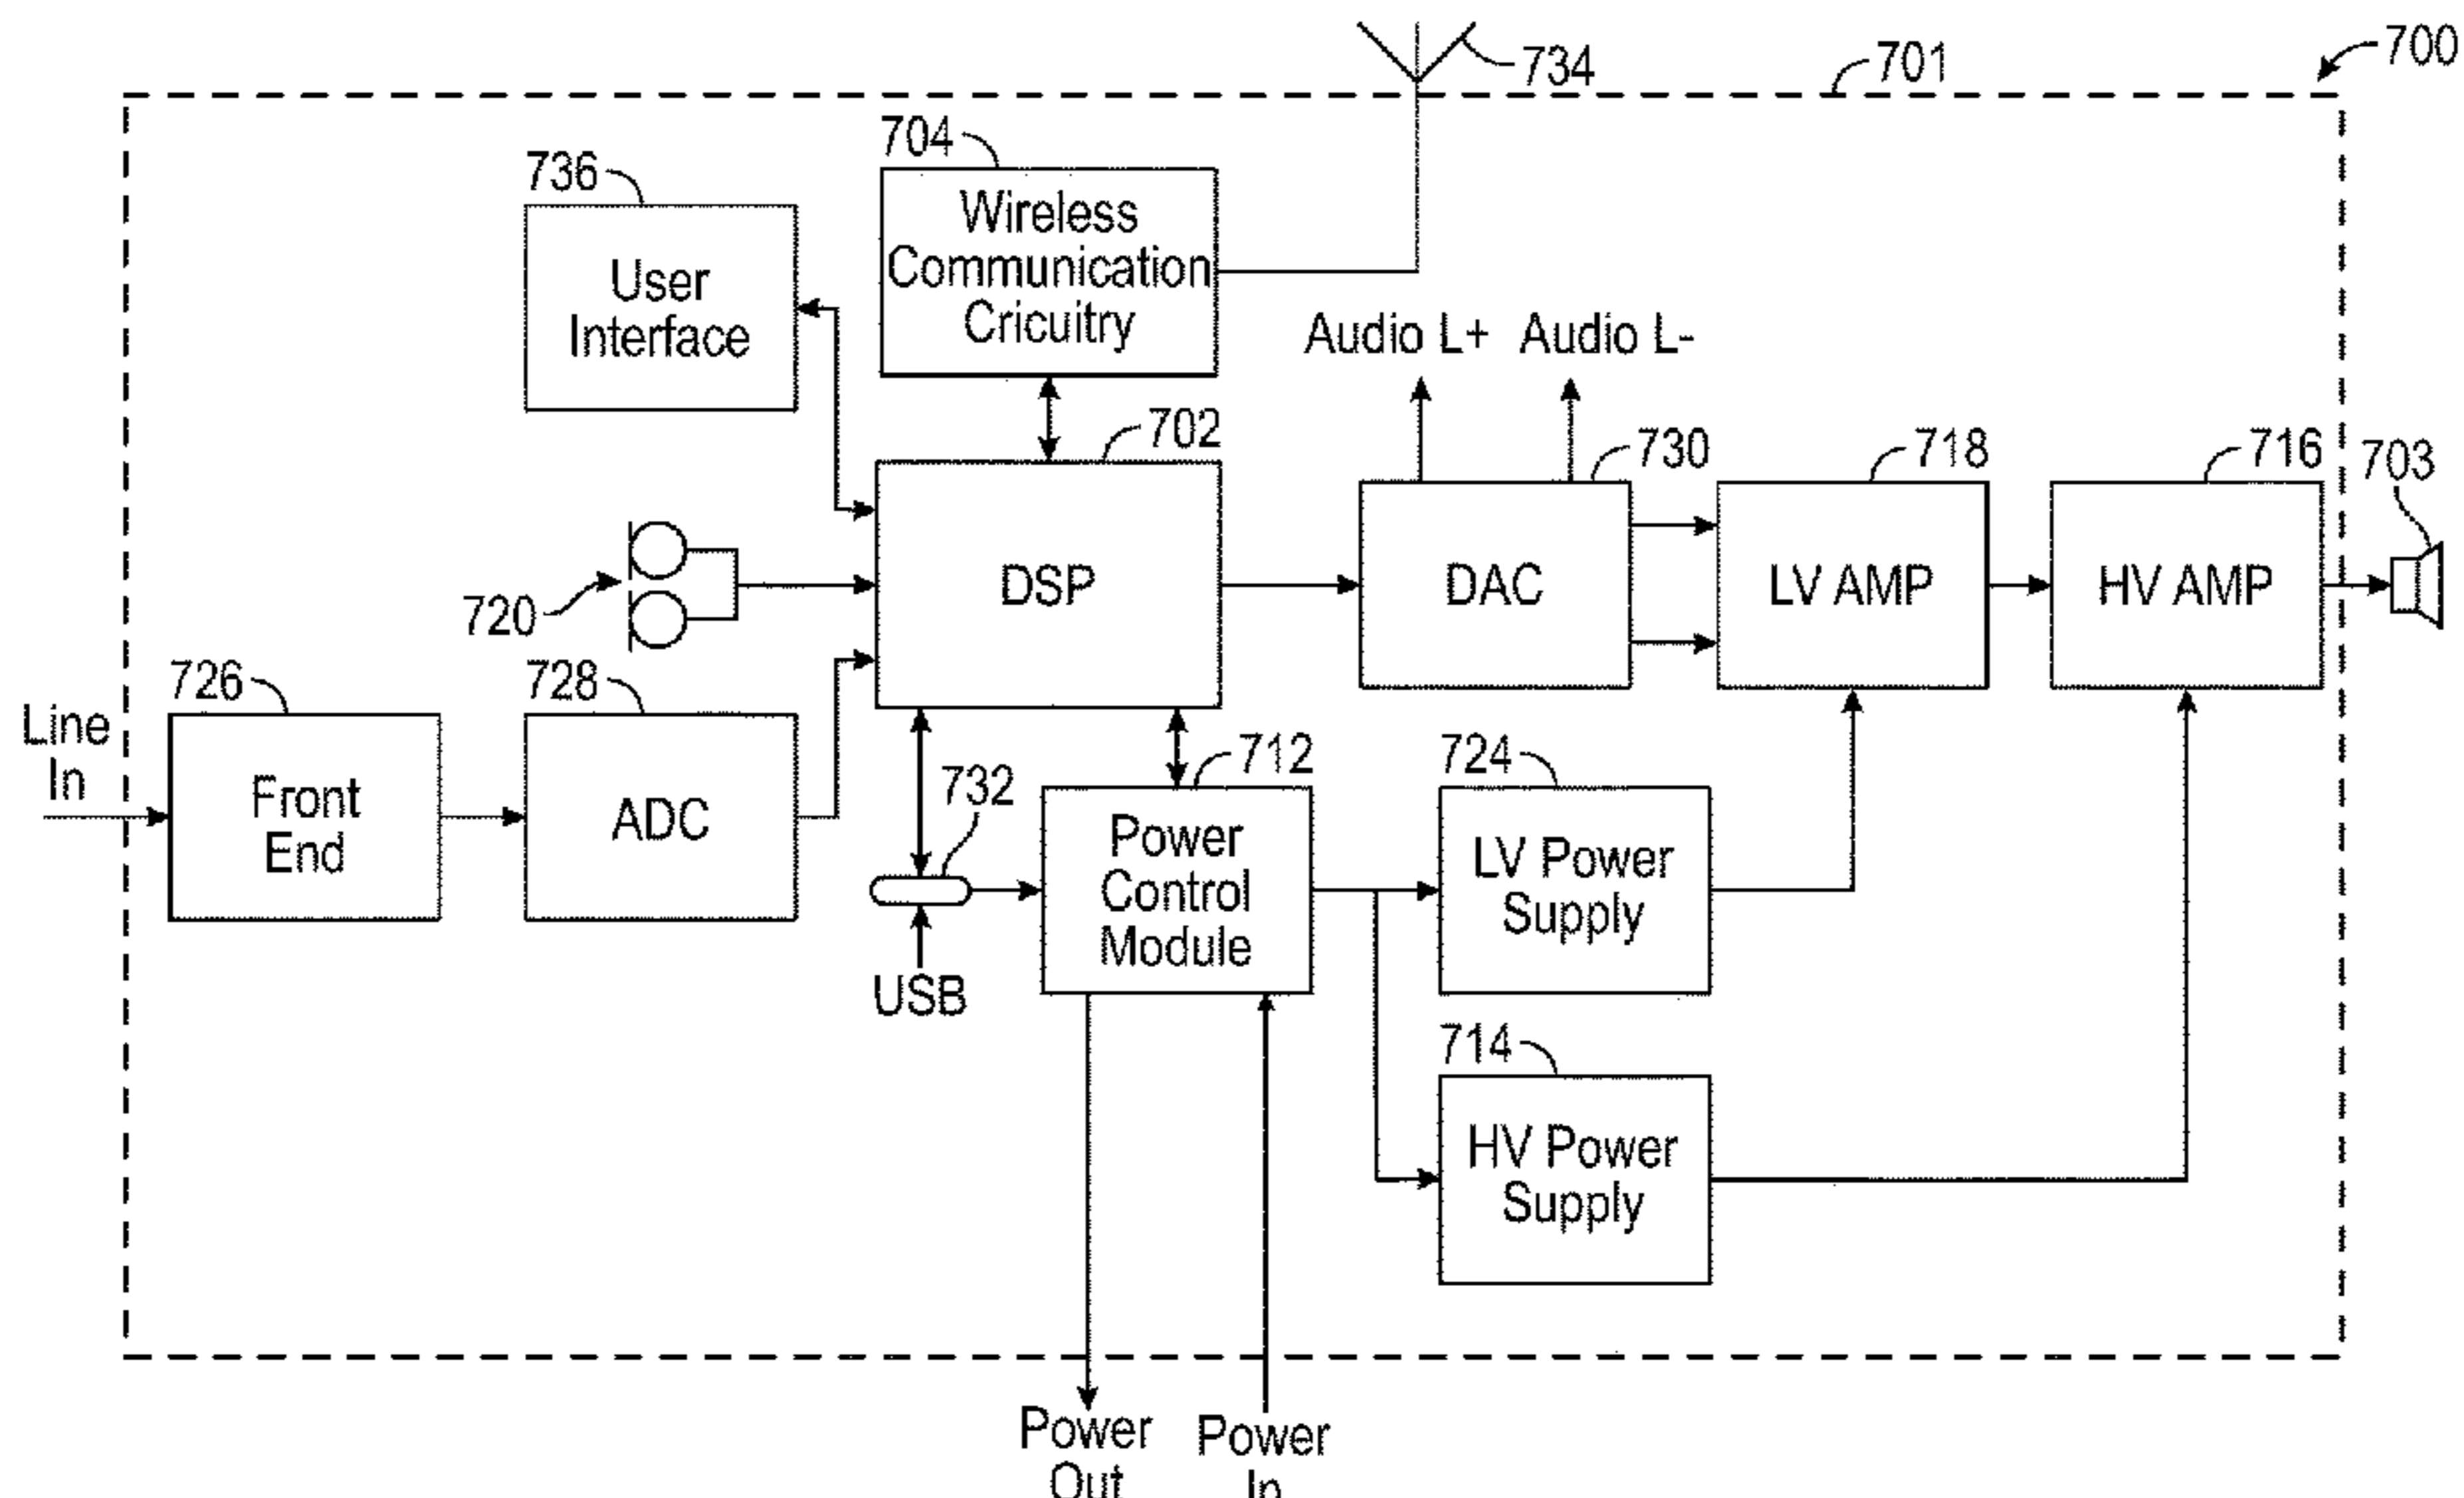 700
701
734
704
736
Wireless
Communication
Cricuitry
User
Interface
Audio L+ Audio L-
702
730
718
716
703
DSP
DAC
LV AMP
HV AMP
720
726
728
Line
In
Front
End
ADC
732
712
724
Power
Control
Module
LV Power
Supply
USB
714
HV Power
Supply
Power
Out
Power
In